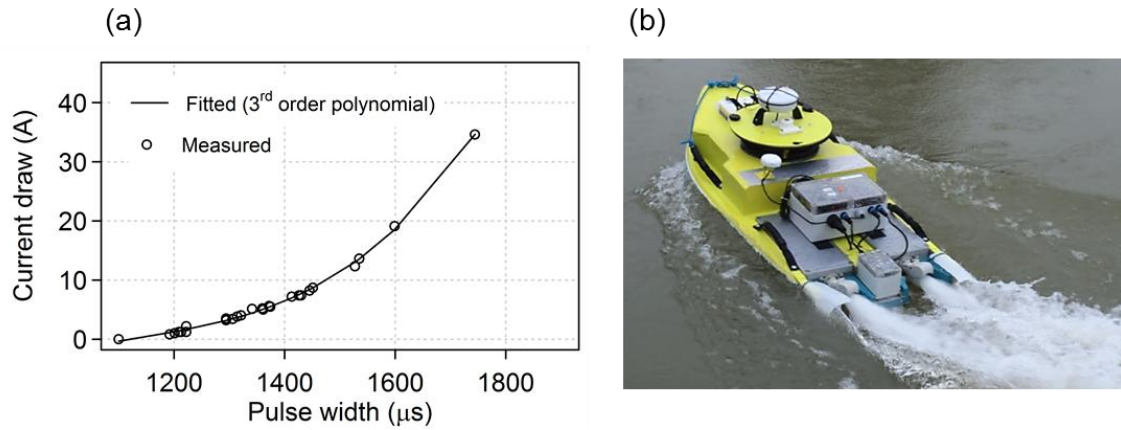 (a)
(b)
Fitted (3rd order polynomial)
Measured
Current draw (A)
40
30
20
10
0
1200
1400
1600
1800
Pulse width (μs)